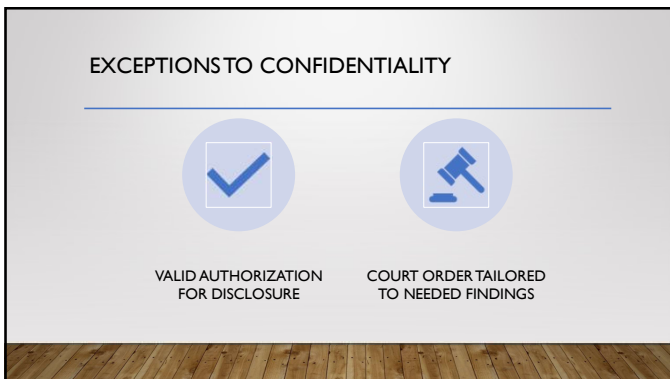 EXCEPTIONS TO CONFIDENTIALITY
VALID AUTHORIZATION
FOR DISCLOSURE
COURT ORDER TAILORED
TO NEEDED FINDINGS